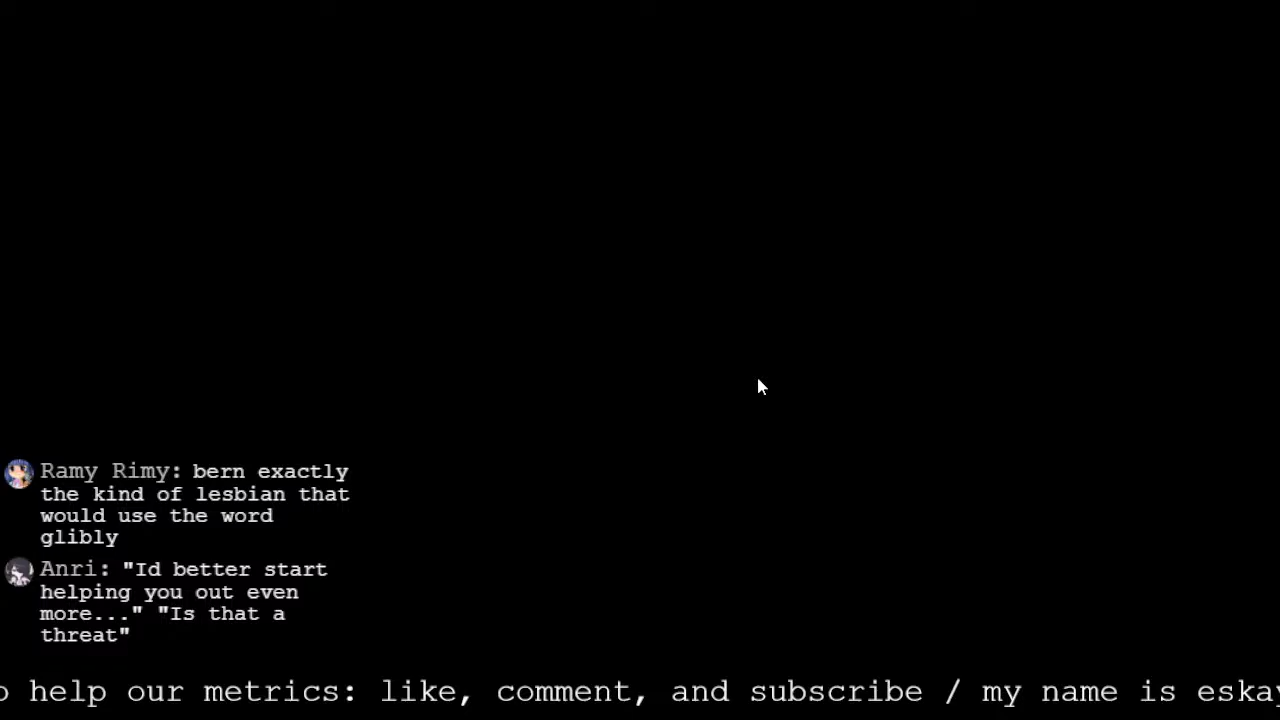 Ramy Rimy: bern exactly
the kind of lesbian that
would use the word
glibly
Anri: "Id better start
helping you out even
more..." "Is that a
threat"
help our metrics: like, comment, and subscribe / my name is